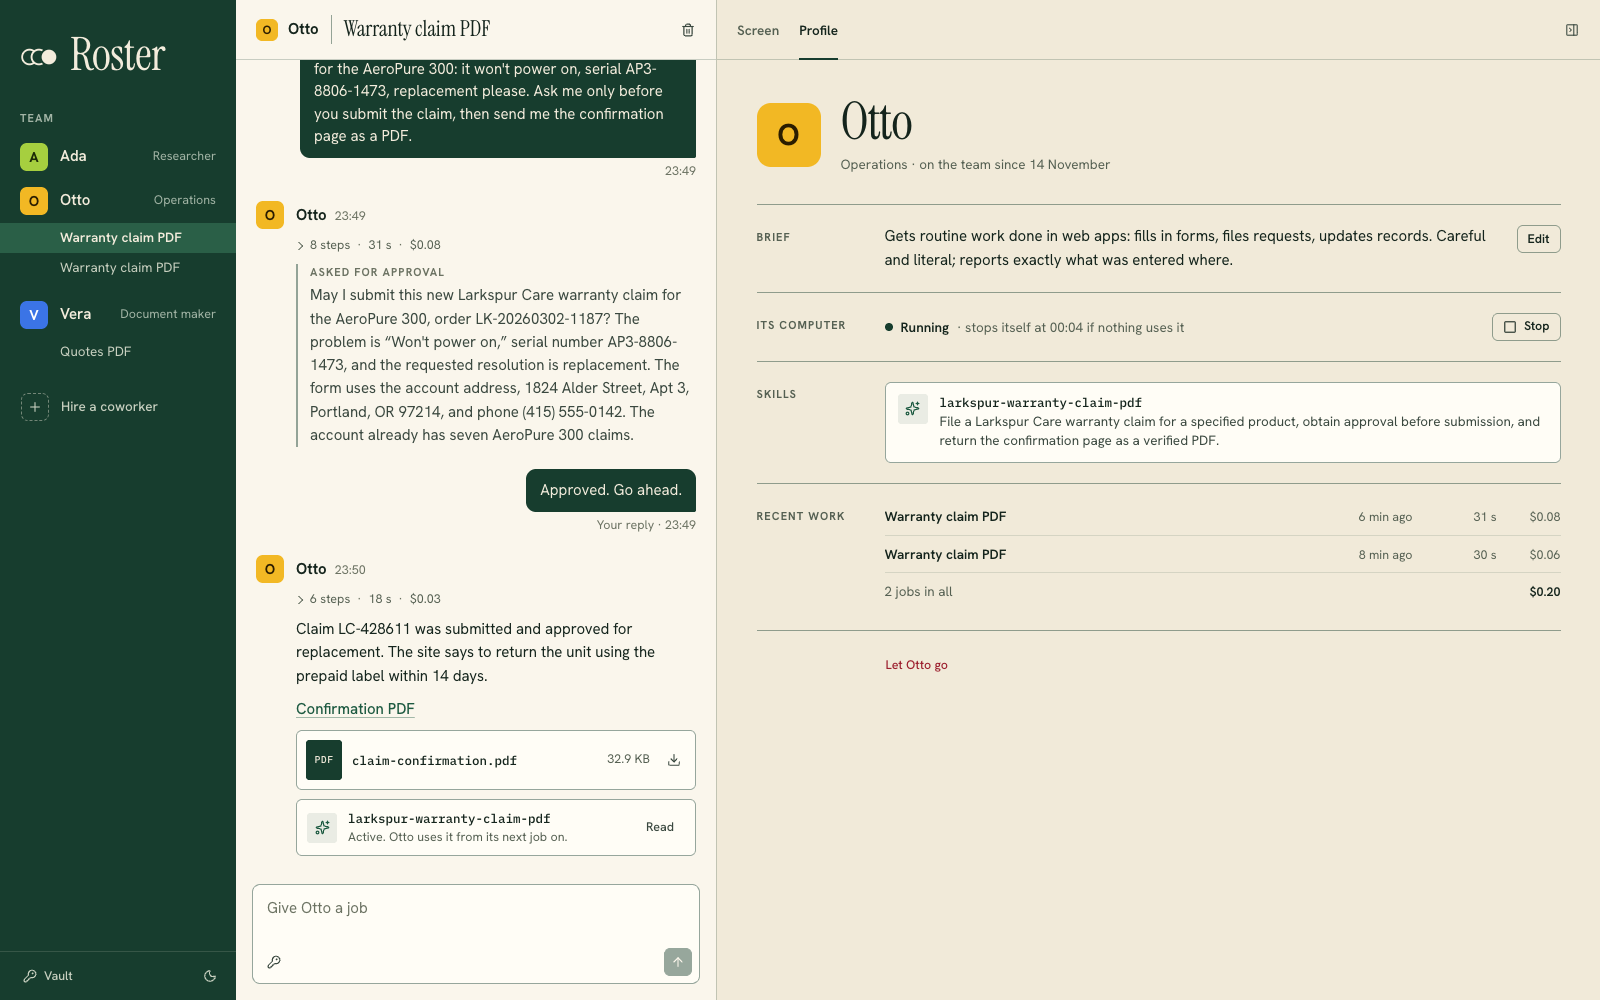 Roster
TEAM
A Ada Researcher
O Otto Operations
Warranty claim PDF
Warranty claim PDF
V Vera Document maker
Quotes PDF
Hire a coworker
Vault
O Otto Warranty claim PDF
for the AeroPure 300: it won't power on, serial AP3-
8806-1473, replacement please. Ask me only before
you submit the claim, then send me the confirmation
page as a PDF.
23:49
O Otto 23:49
8 steps · 31 s · $0.08
ASKED FOR APPROVAL
May I submit this new Larkspur Care warranty claim for
the AeroPure 300, order LK-20260302-1187? The
problem is “Won't power on,” serial number AP3-8806-
1473, and the requested resolution is replacement. The
form uses the account address, 1824 Alder Street, Apt 3,
Portland, OR 97214, and phone (415) 555-0142. The
account already has seven AeroPure 300 claims.
Approved. Go ahead.
Your reply · 23:49
O Otto 23:50
6 steps · 18 s · $0.03
Claim LC-428611 was submitted and approved for
replacement. The site says to return the unit using the
prepaid label within 14 days.
Confirmation PDF
PDF claim-confirmation.pdf 32.9 KB
larkspur-warranty-claim-pdf
Active. Otto uses it from its next job on.
Read
Give Otto a job
Screen Profile
O Otto
Operations · on the team since 14 November
BRIEF
Gets routine work done in web apps: fills in forms, files requests, updates records. Careful
and literal; reports exactly what was entered where.
Edit
ITS COMPUTER
Running · stops itself at 00:04 if nothing uses it
Stop
SKILLS
larkspur-warranty-claim-pdf
File a Larkspur Care warranty claim for a specified product, obtain approval before submission, and
return the confirmation page as a verified PDF.
RECENT WORK
Warranty claim PDF 6 min ago 31 s $0.08
Warranty claim PDF 8 min ago 30 s $0.06
2 jobs in all $0.20
Let Otto go